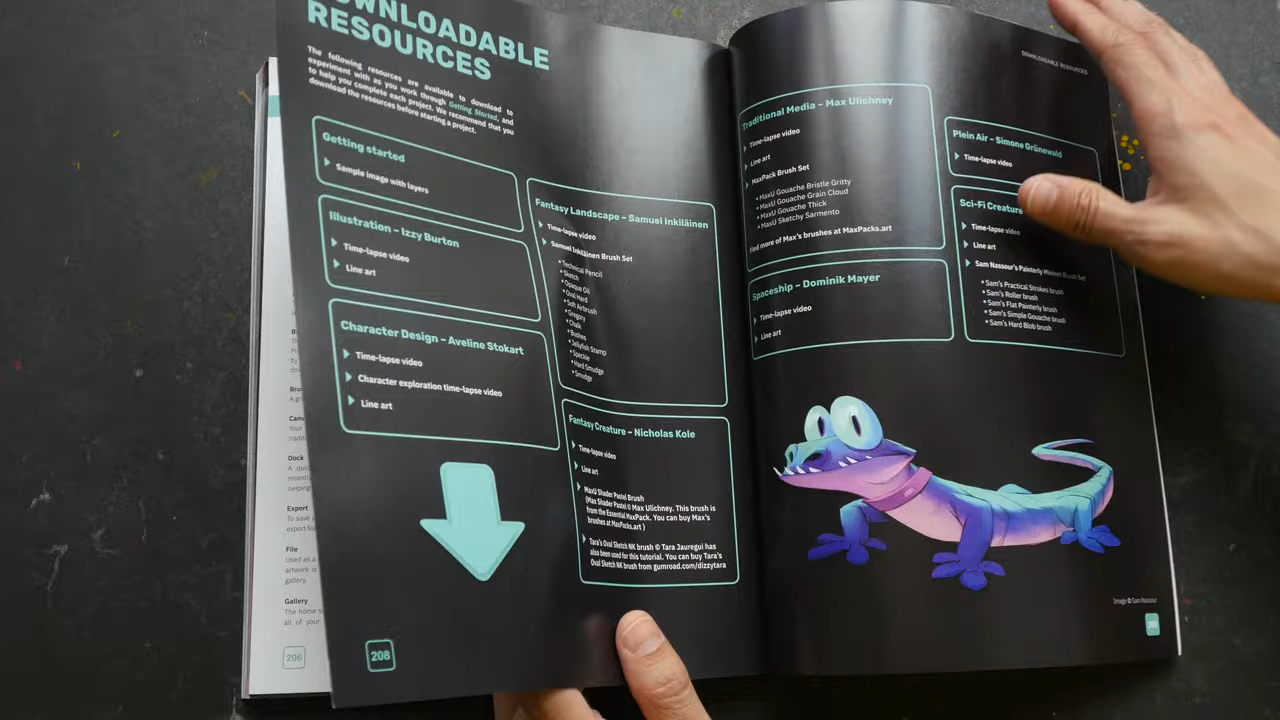 DOWNLOADABLE
RESOURCES
The following resources are available to download to
experiment with as you work through Getting Started, and
to help you complete each project. We recommend that you
download the resources before starting a project.
Getting started
Sample image with layers
Illustration – Izzy Burton
Time-lapse video
Line art
Character Design – Aveline Stokart
Time-lapse video
Character exploration time-lapse video
Line art
Fantasy Landscape – Samuel Inkiläinen
Time-lapse video
Samuel Inkiläinen Brush Set
• Technical Pencil
• Sketch
• Opaque Oil
• Oval Hard
• Soft Airbrush
• Gregory
• Chalk
• Bushes
• Jellyfish Stamp
• Speckle
• Hard Smudge
• Smudge
Fantasy Creature – Nicholas Kole
Time-lapse video
Line art
MaxU Shader Pastel Brush
(Max Shader Pastel © Max Ulichney. This brush is
from the Essential MaxPack. You can buy Max's
brushes at MaxPacks.art)
Tara's Oval Sketch NK brush © Tara Jauregui has
also been used for this tutorial. You can buy Tara's
Oval Sketch NK brush from gumroad.com/dizzytara
208
DOWNLOADABLE RESOURCES
Traditional Media – Max Ulichney
Time-lapse video
Line art
MaxPack Brush Set
• MaxU Gouache Bristle Gritty
• MaxU Gouache Grain Cloud
• MaxU Gouache Thick
• MaxU Sketchy Sarmento
Find more of Max's brushes at MaxPacks.art
Spaceship – Dominik Mayer
Time-lapse video
Line art
Plein Air – Simone Grünewald
Time-lapse video
Sci-Fi Creature
Time-lapse video
Line art
Sam Nassour's Painterly Minimal Brush Set
• Sam's Practical Strokes brush
• Sam's Roller brush
• Sam's Flat Painterly brush
• Sam's Simple Gouache brush
• Sam's Hard Blob brush
Image © Sam Nassour
Dock
Export
File
Gallery
The home
all of your
206